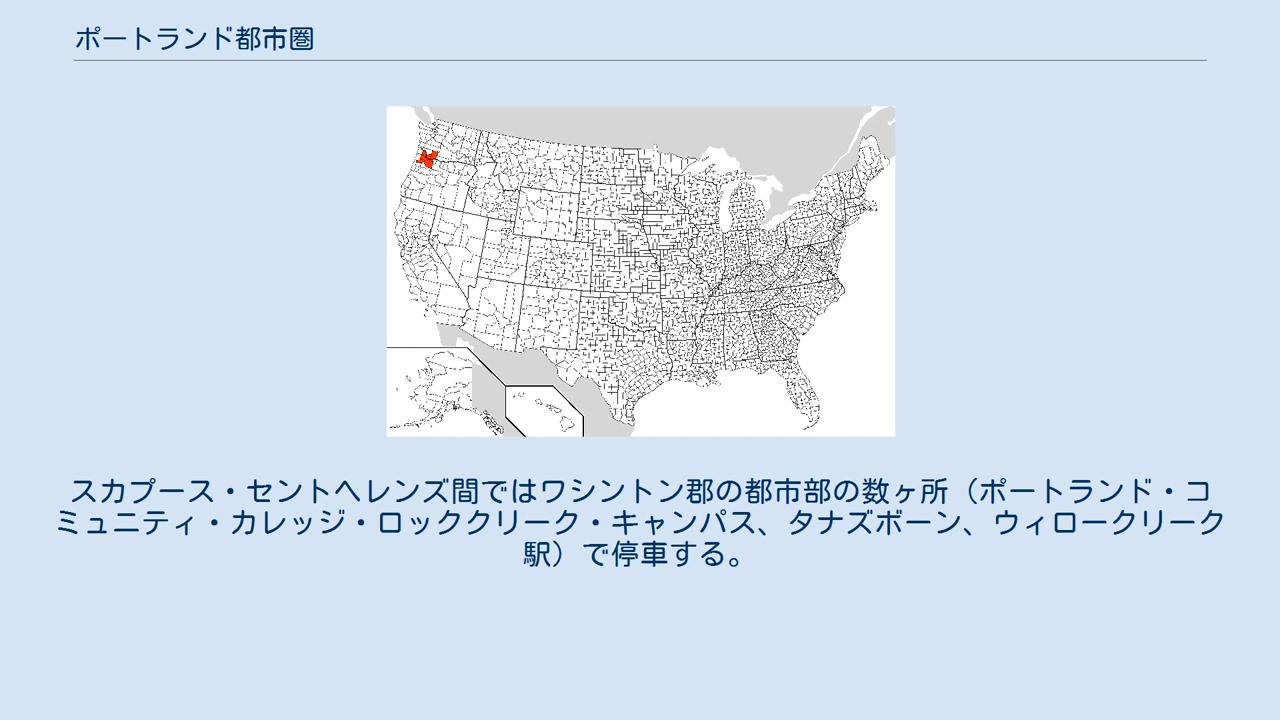 ポートランド都市圏
スカプース・セントヘレンズ間ではワシントン郡の都市部の数ヶ所（ポートランド・コ
ミュニティ・カレッジ・ロッククリーク・キャンパス、タナズボーン、ウィロークリーク
駅）で停車する。